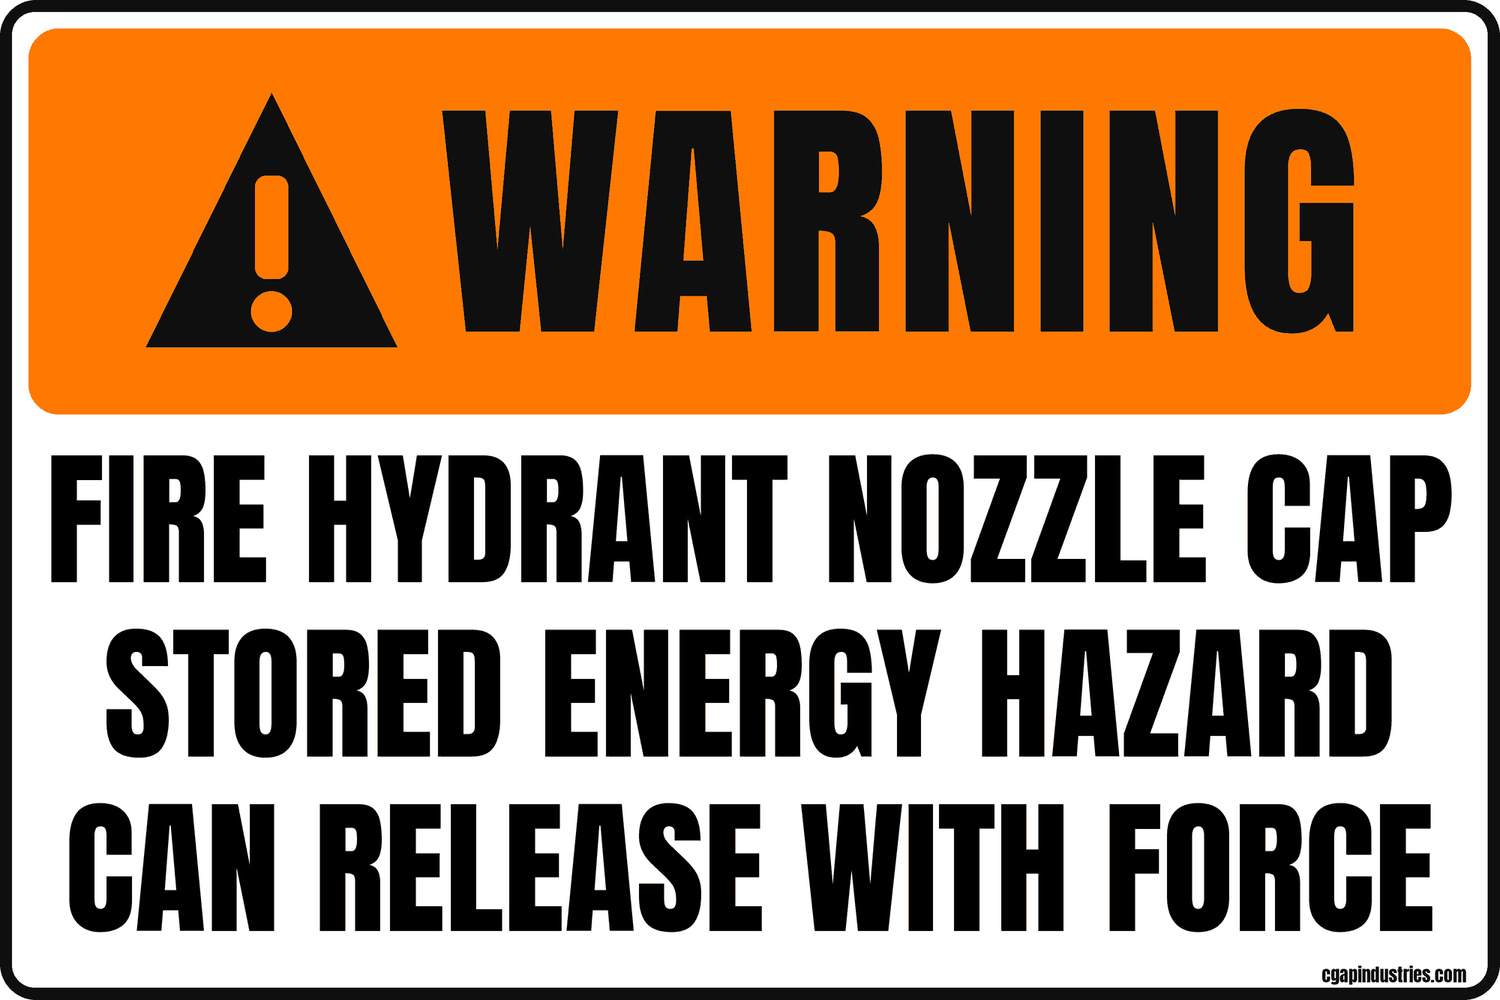 WARNING
FIRE HYDRANT NOZZLE CAP
STORED ENERGY HAZARD
CAN RELEASE WITH FORCE
cgapindustries.com